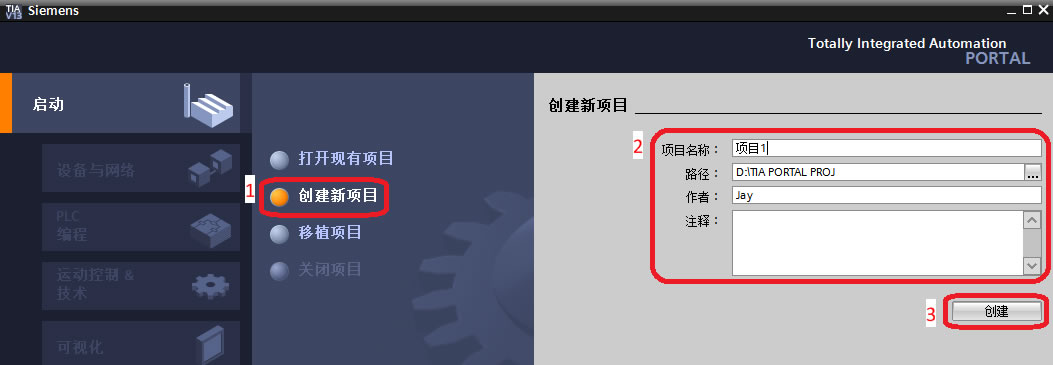 TIA
V13
Siemens
Totally Integrated Automation
PORTAL
启动
设备与网络
PLC
编程
运动控制 &
技术
可视化
打开现有项目
1
创建新项目
移植项目
关闭项目
创建新项目
2
项目名称：
项目1
路径：
D:\TIA PORTAL PROJ
...
作者：
Jay
注释：
3
创建